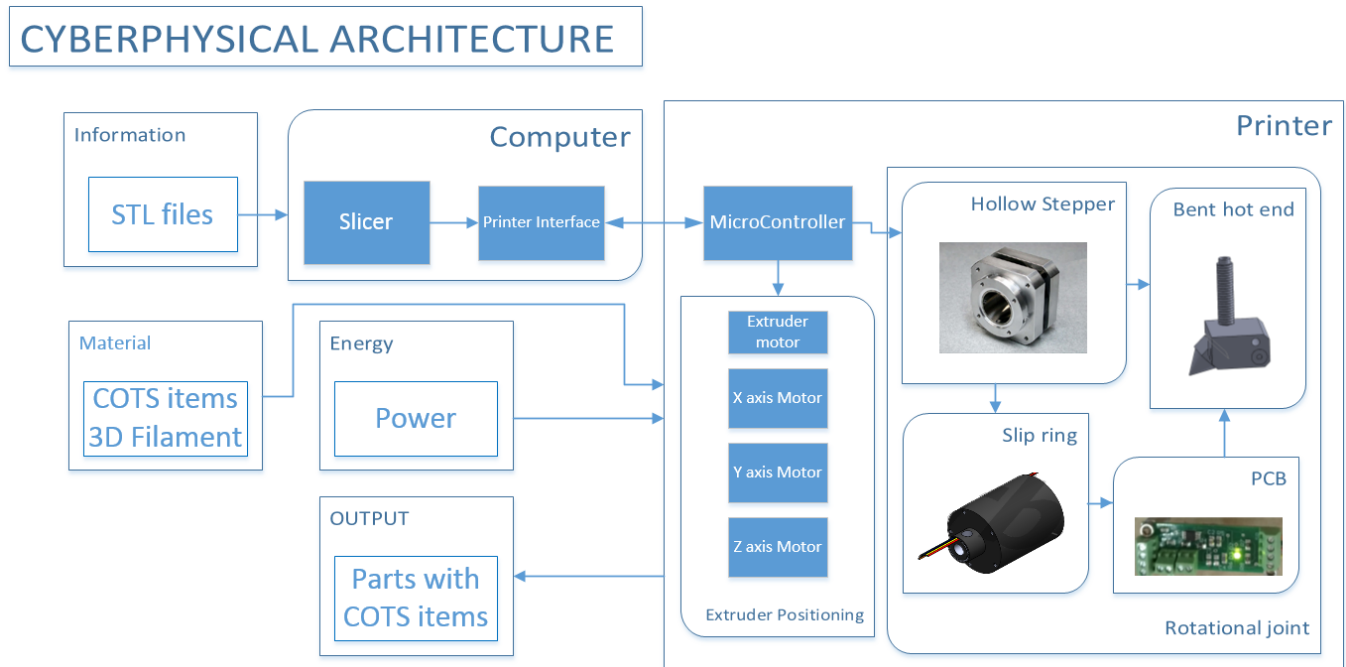 CYBERPHYSICAL ARCHITECTURE
Information
STL files
Computer
Slicer
Printer Interface
Printer
MicroController
Hollow Stepper
Bent hot end
Material
COTS items
3D Filament
Energy
Power
Extruder
motor
X axis Motor
Y axis Motor
Z axis Motor
Extruder Positioning
Slip ring
PCB
Rotational joint
OUTPUT
Parts with
COTS items